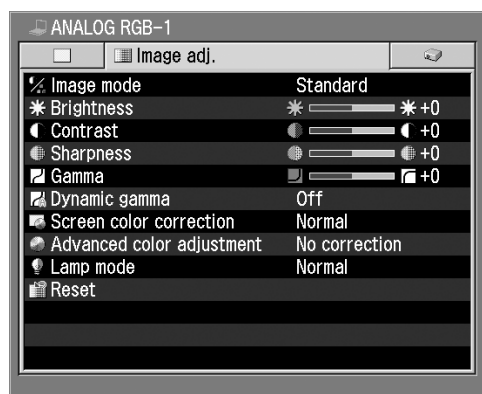 ANALOG RGB-1
Image adj.
Image mode Standard
Brightness +0
Contrast +0
Sharpness +0
Gamma +0
Dynamic gamma Off
Screen color correction Normal
Advanced color adjustment No correction
Lamp mode Normal
Reset